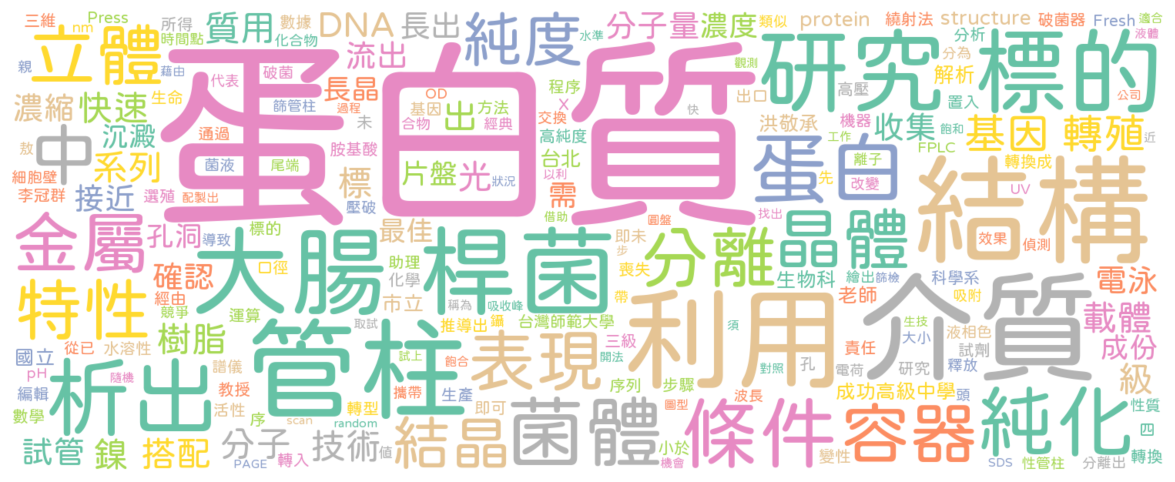 三維 nm Press 所得 數據 DNA 長出 純度 分子量 濃度 類似 protein 繞射法 structure 破菌器 Fresh 適合
立體 時間點 質用 化合物 流出 水準 觀測 研究 標的 分析 液體
親 藉由 代表 破菌 長晶 蛋白質 OD 程序 高壓 出口 解析 分為
濃縮 快速 生命 篩管柱 過程 基因 出 方法 X 快 置入 公司
沉澱 通過 未 合物 經典 交換 高純度 洪敬承 機器 收集 飽和 基因 轉殖
敖 中 系列 菌液 尾端 胺基酸 片盤 光 台北 蛋白 離子 工作 FPLC 轉換成 近
細胞壁 李冠群 接近 選殖 配製出 標 壓破 狀況 以利 需 先 改變 UV 結構
金屬 孔洞 導致 標的 最佳 借助 圓盤 找出 晶體 效果 偵測
確認 口徑 大腸 桿菌 助理 化學 即未 步 喪失 分離 生物科 繪出 篩檢 科學系 電泳
特性 經由 競爭 運算 市立 稱為 吸收峰 帶 利用 老師 介質 吸附 載體
樹脂 管柱 推導出 鎘 台灣師範大學 三級 須 生技 大小 液相色 成份
國立 從已 水溶性 取試 試上 飽合 開法 對照 孔 責任 試劑 釋放
pH 編輯 隨機 譜儀 教授 攜帶 表現 序列 步驟 電荷 研究 級
數學 析出 活性 序 轉型 生產 即可 圖型 波長 成功高級中學 頭 性質
試管 鎳 搭配 分子 scan random 技術 值 結晶 菌體 小於 條件 容器 純化 四
PAGE 轉入 機會 變性 SDS 性管柱 分離出 轉換